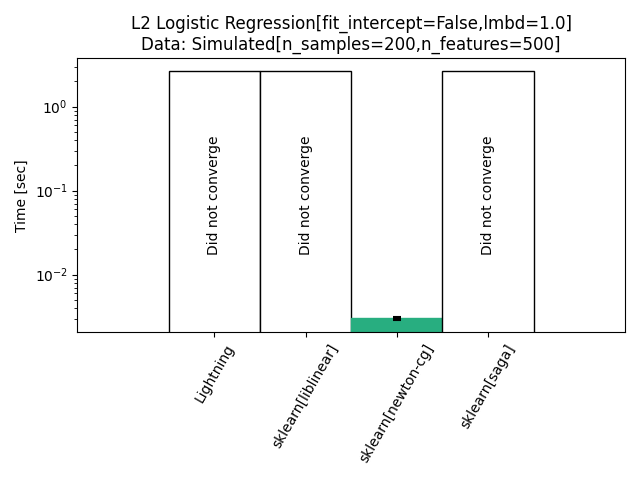 L2 Logistic Regression[fit_intercept=False,lmbd=1.0]
Data: Simulated[n_samples=200,n_features=500]
Time [sec]
10⁰
10⁻¹
10⁻²
Did not converge
Did not converge
Did not converge
Lightning
sklearn[liblinear]
sklearn[newton-cg]
sklearn[saga]